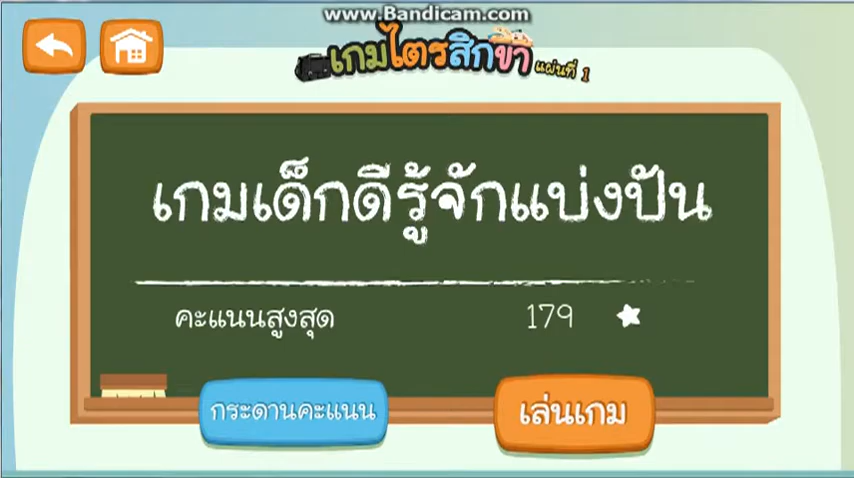 www.Bandicam.com
เกมไตรสิกขา แผ่นที่ 1
เกมเด็กดีรู้จักแบ่งปัน
คะแนนสูงสุด 179
กระดานคะแนน เล่นเกม